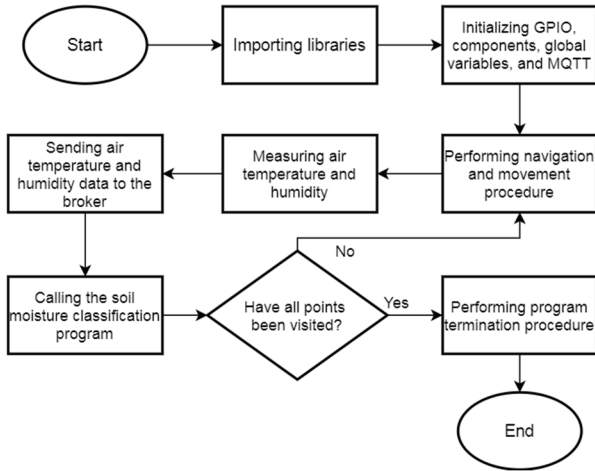 Start
Importing libraries
Initializing GPIO,
components, global
variables, and MQTT
Sending air
temperature and
humidity data to the
broker
Measuring air
temperature and
humidity
Performing navigation
and movement
procedure
No
Calling the soil
moisture classification
program
Have all points
been visited?
Yes
Performing program
termination procedure
End